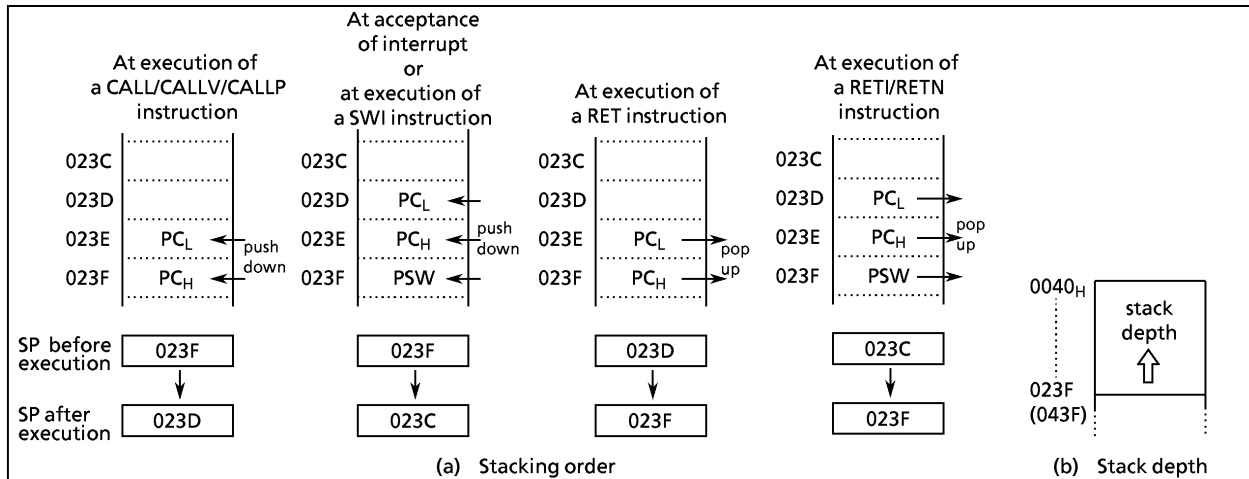 At execution of
a CALL/CALLV/CALLP
instruction
023C
023D
023E PCL
023F PCH
push
down
At acceptance
of interrupt
or
at execution of
a SWI instruction
023C
023D PCL
023E PCH
023F PSW
push
down
At execution of
a RET instruction
023C
023D
023E PCL
023F PCH
pop
up
At execution of
a RETI/RETN
instruction
023C
023D PCL
023E PCH
023F PSW
pop
up
SP before
execution
023F 023F 023D 023C
SP after
execution
023D 023C 023F 023F
(a) Stacking order
0040H
stack
depth
023F
(043F)
(b) Stack depth